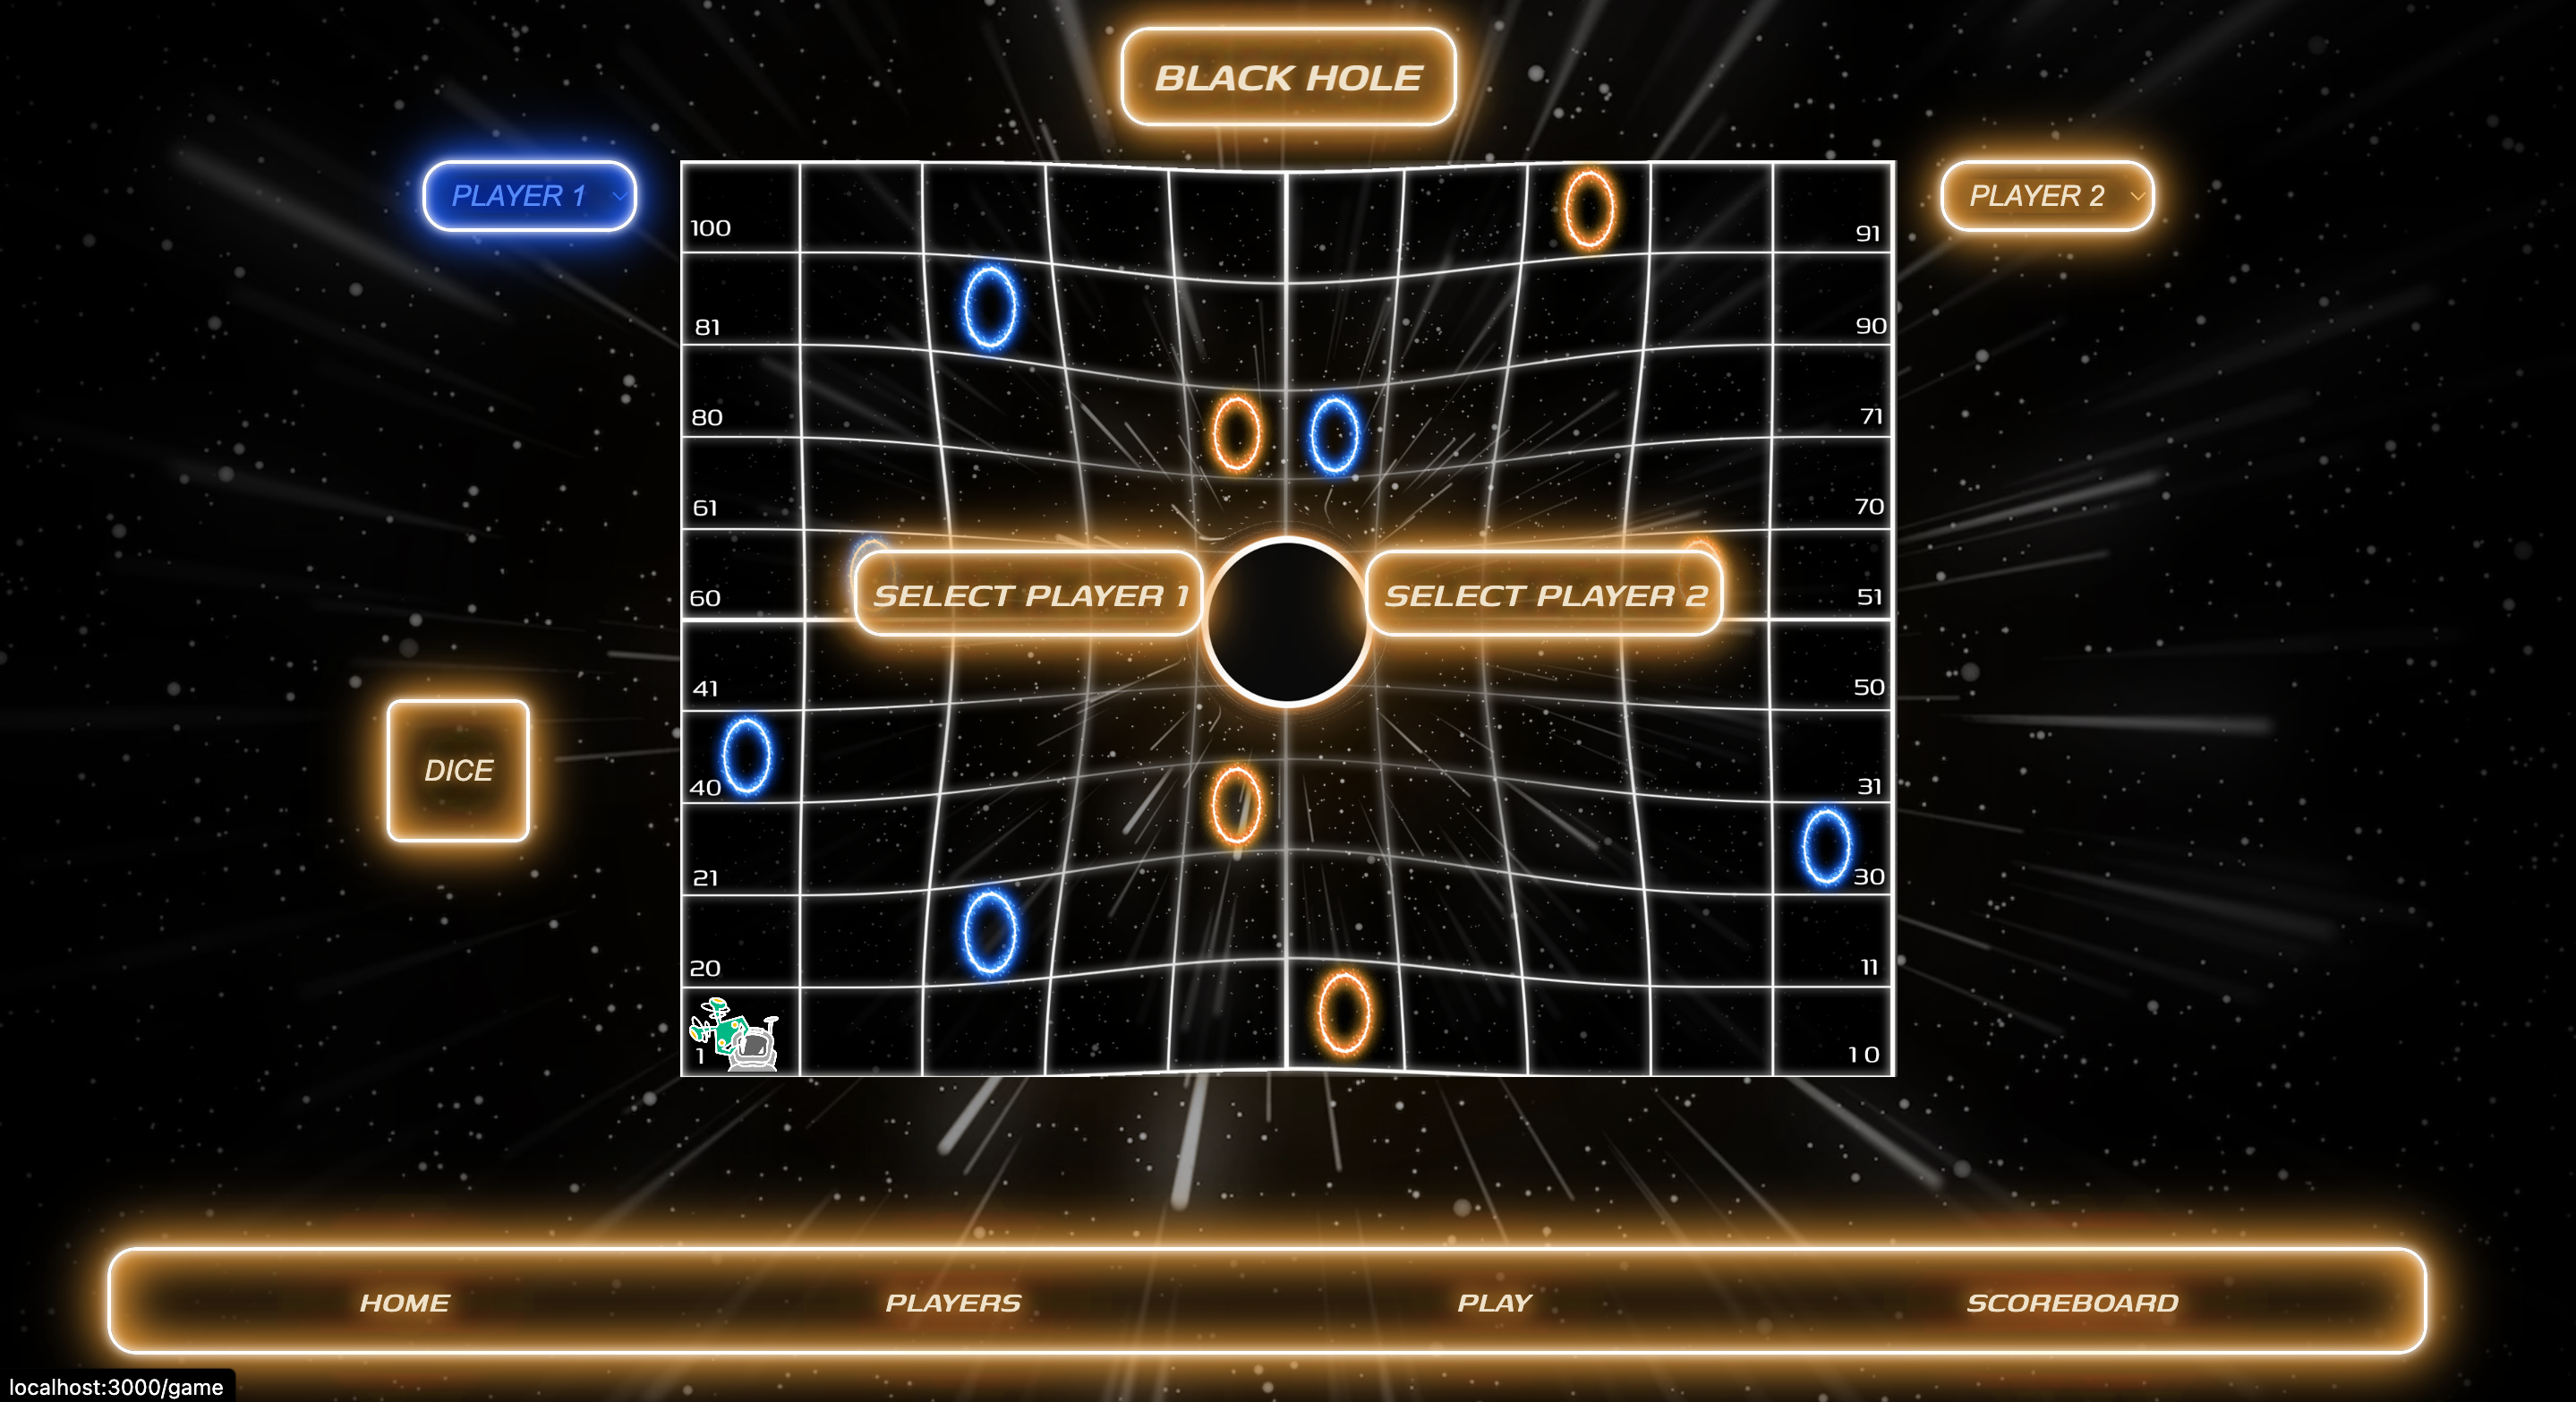 BLACK HOLE
PLAYER 1
PLAYER 2
100
91
81
90
80
71
61
70
60
SELECT PLAYER 1
SELECT PLAYER 2
51
41
50
DICE
40
31
21
30
20
11
1
10
HOME
PLAYERS
PLAY
SCOREBOARD
localhost:3000/game